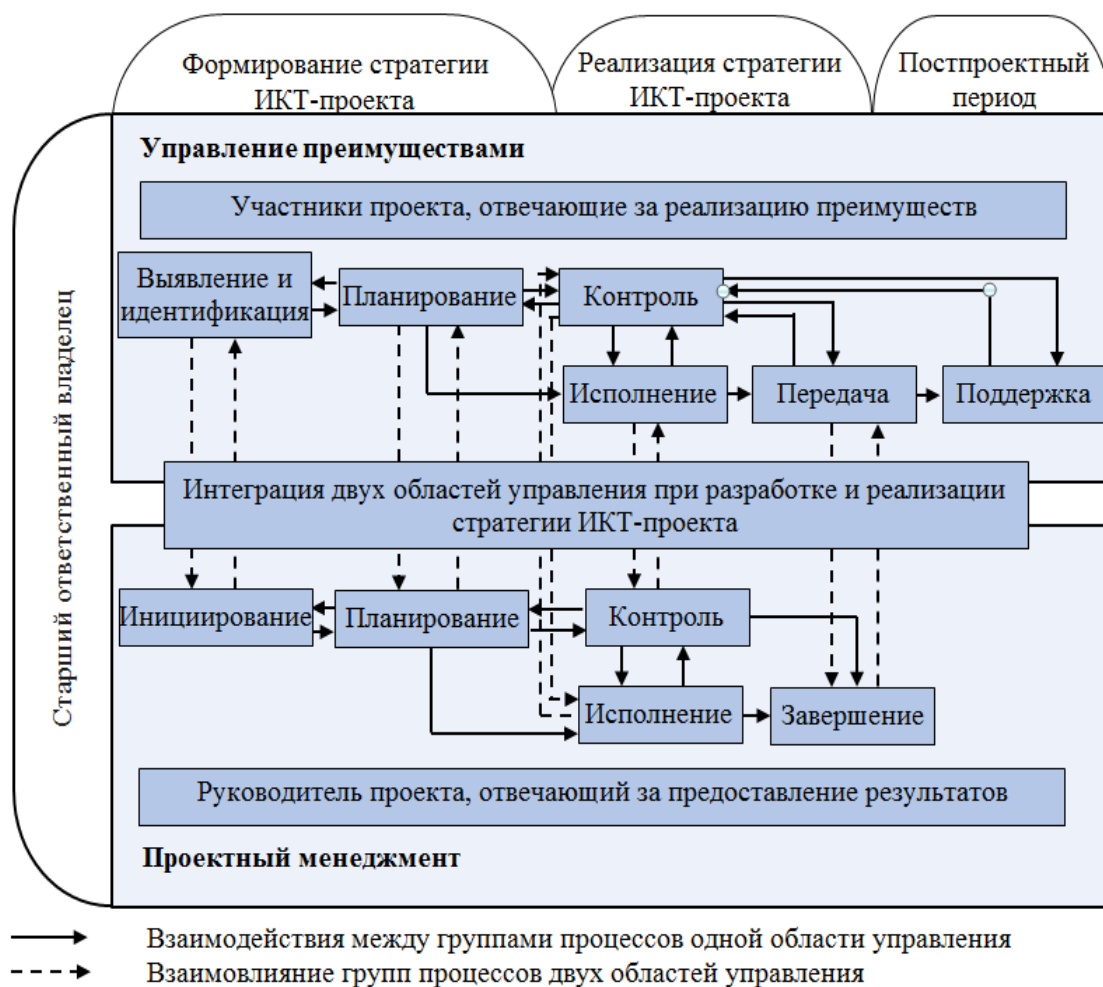 Формирование стратегии
ИКТ-проекта
Реализация стратегии
ИКТ-проекта
Постпроектный
период
Старший ответственный владелец
Управление преимуществами
Участники проекта, отвечающие за реализацию преимуществ
Выявление и
идентификация
Планирование
Контроль
Исполнение
Передача
Поддержка
Интеграция двух областей управления при разработке и реализации
стратегии ИКТ-проекта
Инициирование
Планирование
Контроль
Исполнение
Завершение
Руководитель проекта, отвечающий за предоставление результатов
Проектный менеджмент
Взаимодействия между группами процессов одной области управления
Взаимовлияние групп процессов двух областей управления